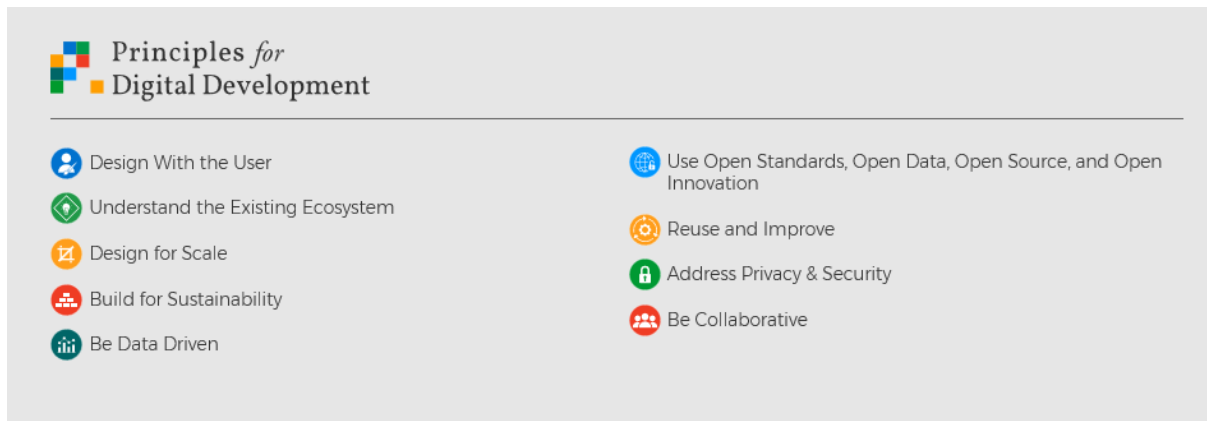 Principles for
Digital Development
Design With the User
Understand the Existing Ecosystem
Design for Scale
Build for Sustainability
Be Data Driven
Use Open Standards, Open Data, Open Source, and Open
Innovation
Reuse and Improve
Address Privacy & Security
Be Collaborative